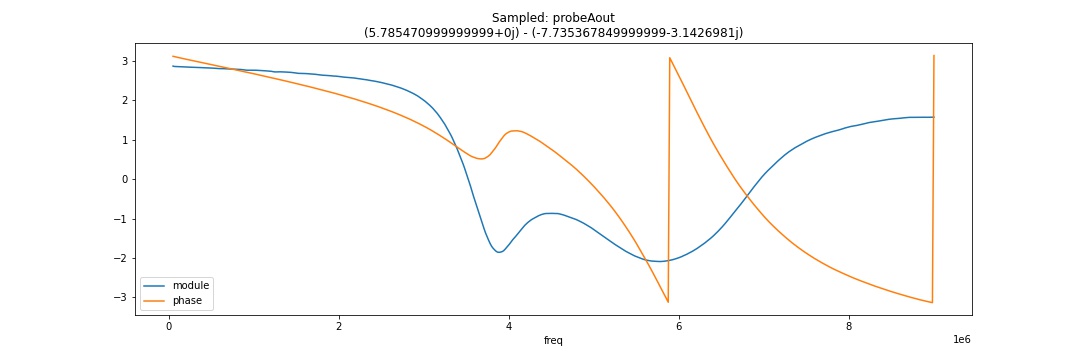 Sampled: probeAout
(5.785470999999999+0j) - (-7.735367849999999-3.1426981j)
3
2
1
0
−1
−2
−3
module
phase
0
2
4
6
8
1e6
freq